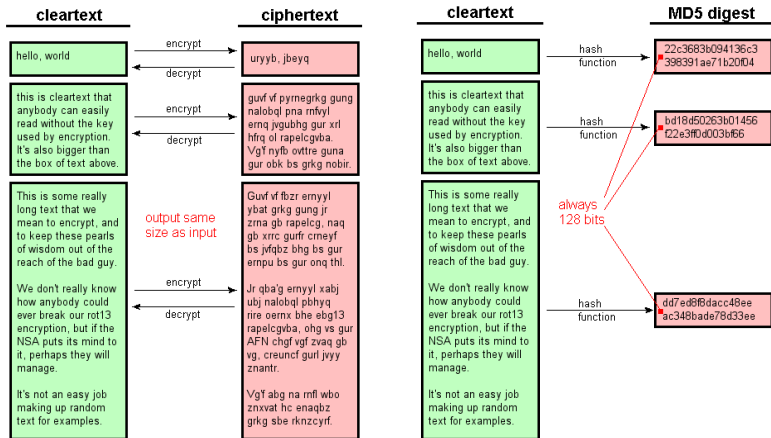 cleartext
ciphertext
hello, world
encrypt
decrypt
uryyb, jbeyq
this is cleartext that
anybody can easily
read without the key
used by encryption.
It's also bigger than
the box of text above.
encrypt
decrypt
guvf vf pyrnegrkg gung
nalobql pna rnfvyl
ernq jvgubhg gur xrl
hfrq ol rapelcgvba.
Vg'f nyfb ovttre guna
gur obk bs grkg nobir.
This is some really
long text that we
mean to encrypt, and
to keep these pearls
of wisdom out of the
reach of the bad guy.
We don't really know
how anybody could
ever break our rot13
encryption, but if the
NSA puts its mind to
it, perhaps they will
manage.
It's not an easy job
making up random
text for examples.
output same
size as input
encrypt
decrypt
Guvf vf fbzr ernyyl
ybat grkg gung jr
zrna gb rapelcg, naq
gb xrrc gurfr crneyf
bs jvfqbz bhg bs gur
ernpu bs gur onq thl.
Jr qba'g ernyyl xabj
ubj nalobql pbhyq
rire oernx bhe ebg13
rapelcgvba, ohg vs gur
AFN chgf vgf zvaq gb
vg, creuncf gurl jvyy
znantr.
Vg'f abg na rnfl wbo
znxvat hc enaqbz
grkg sbe rknzcyrf.
cleartext
MD5 digest
hello, world
hash
function
22c3683b094136c3
398391ae71b20f04
this is cleartext that
anybody can easily
read without the key
used by encryption.
It's also bigger than
the box of text above.
hash
function
bd18d50263b01456
f22e3ff0d003bf66
This is some really
long text that we
mean to encrypt, and
to keep these pearls
of wisdom out of the
reach of the bad guy.
We don't really know
how anybody could
ever break our rot13
encryption, but if the
NSA puts its mind to
it, perhaps they will
manage.
It's not an easy job
making up random
text for examples.
always
128 bits
hash
function
dd7ed8f8dacc48ee
ac348bade78d33ee